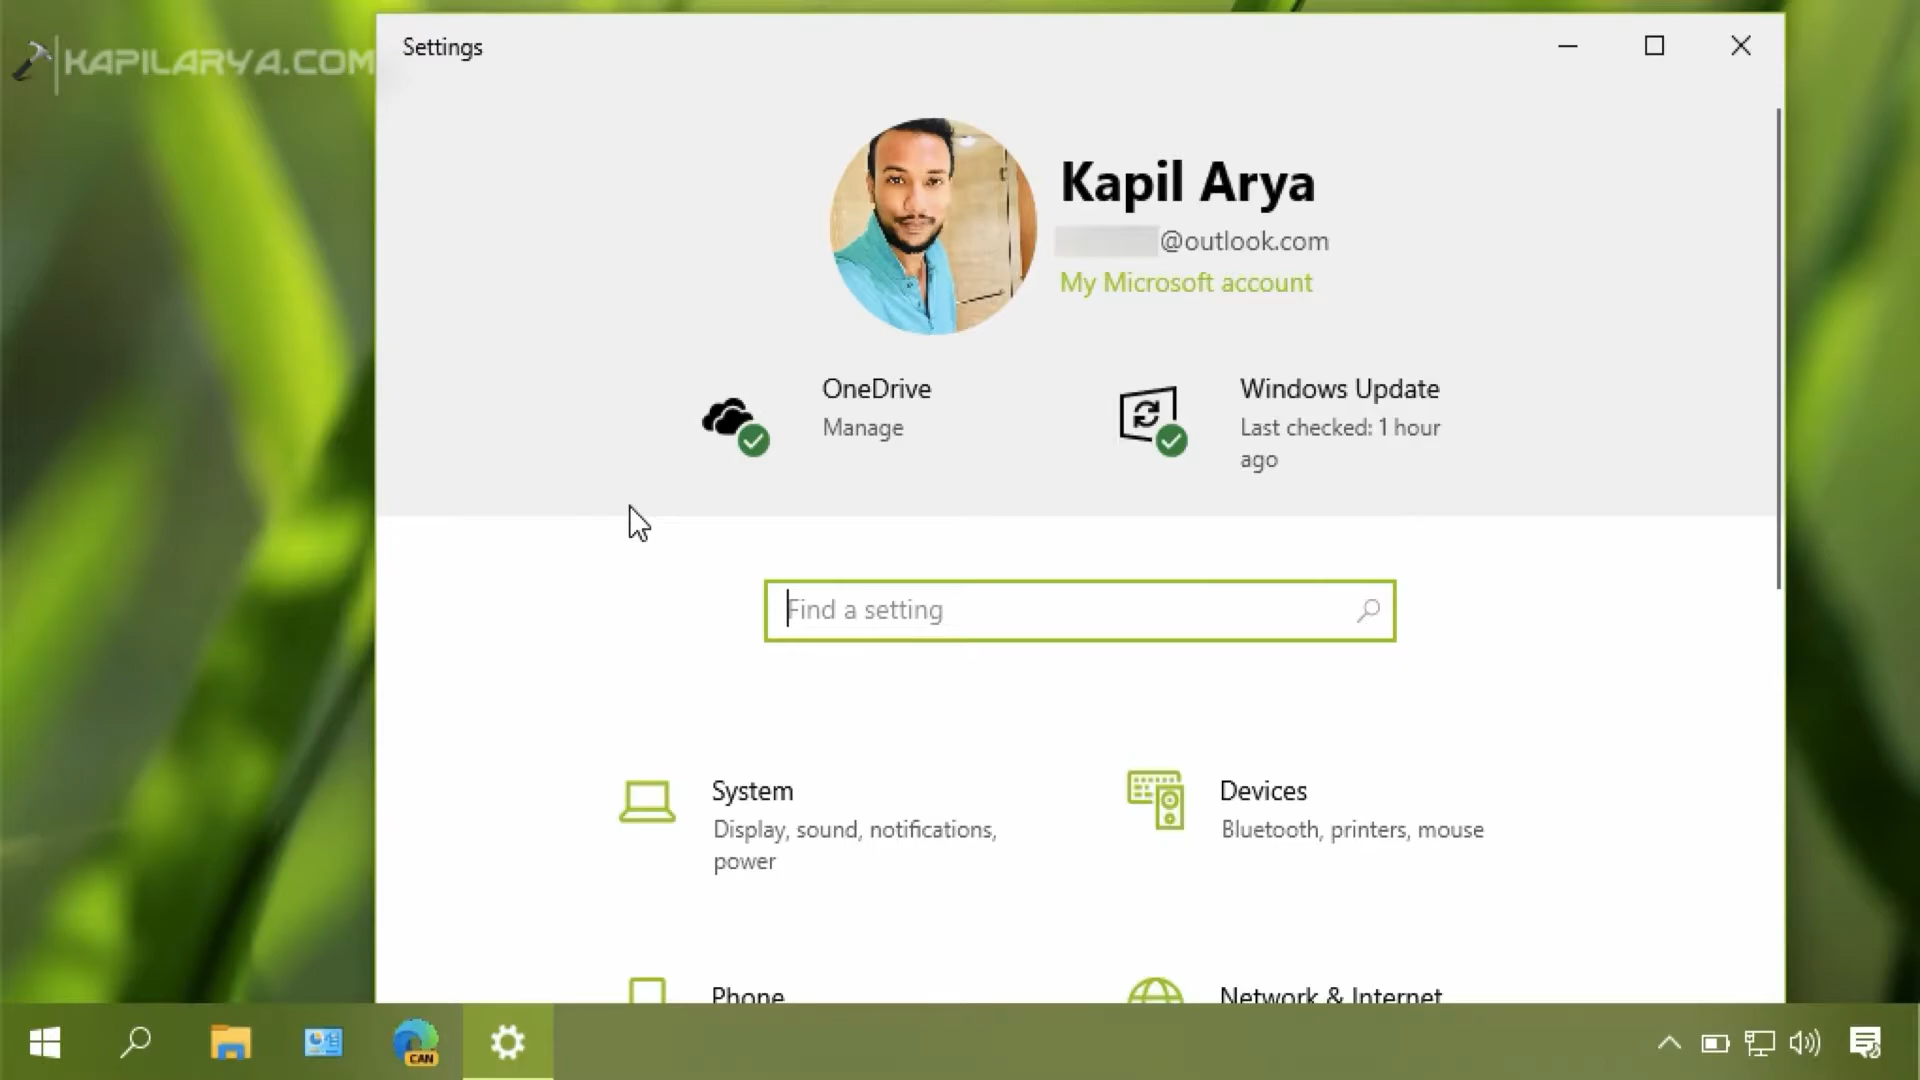 KAPILARYA.COM
Settings
Kapil Arya
@outlook.com
My Microsoft account
OneDrive
Manage
Windows Update
Last checked: 1 hour
ago
Find a setting
System
Display, sound, notifications,
power
Devices
Bluetooth, printers, mouse
Phone
Network & Internet
CAN